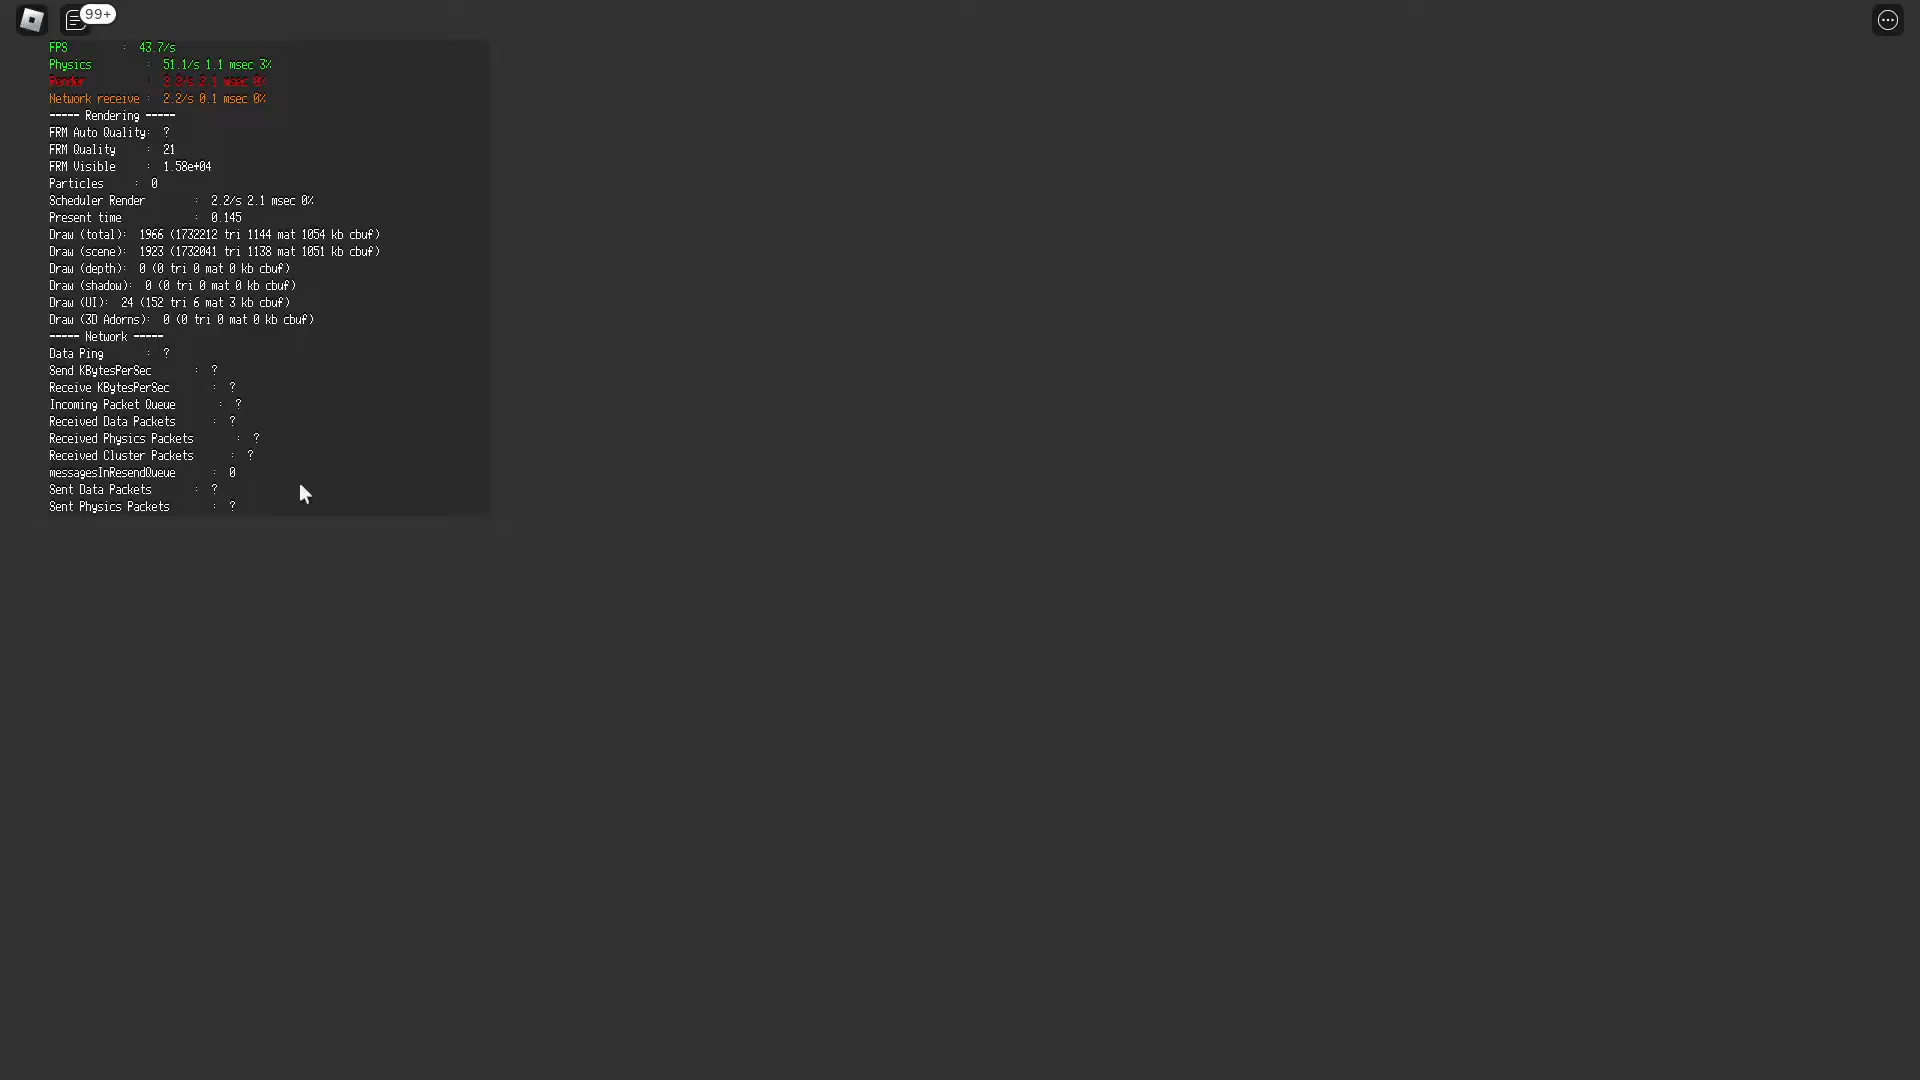 99+
FPS : 43.7/s
Physics : 51.1/s 1.1 msec 3%
Render : 2.2/s 2.1 msec 0%
Network receive : 2.2/s 0.1 msec 0%
----- Rendering -----
FRM Auto Quality: ?
FRM Quality : 21
FRM Visible : 1.58e+04
Particles : 0
Scheduler Render : 2.2/s 2.1 msec 0%
Present time : 0.145
Draw (total): 1966 (1732212 tri 1144 mat 1054 kb cbuf)
Draw (scene): 1923 (1732041 tri 1138 mat 1051 kb cbuf)
Draw (depth): 0 (0 tri 0 mat 0 kb cbuf)
Draw (shadow): 0 (0 tri 0 mat 0 kb cbuf)
Draw (UI): 24 (152 tri 6 mat 3 kb cbuf)
Draw (3D Adorns): 0 (0 tri 0 mat 0 kb cbuf)
----- Network -----
Data Ping : ?
Send KBytesPerSec : ?
Receive KBytesPerSec : ?
Incoming Packet Queue : ?
Received Data Packets : ?
Received Physics Packets : ?
Received Cluster Packets : ?
messagesInResendQueue : 0
Sent Data Packets : ?
Sent Physics Packets : ?